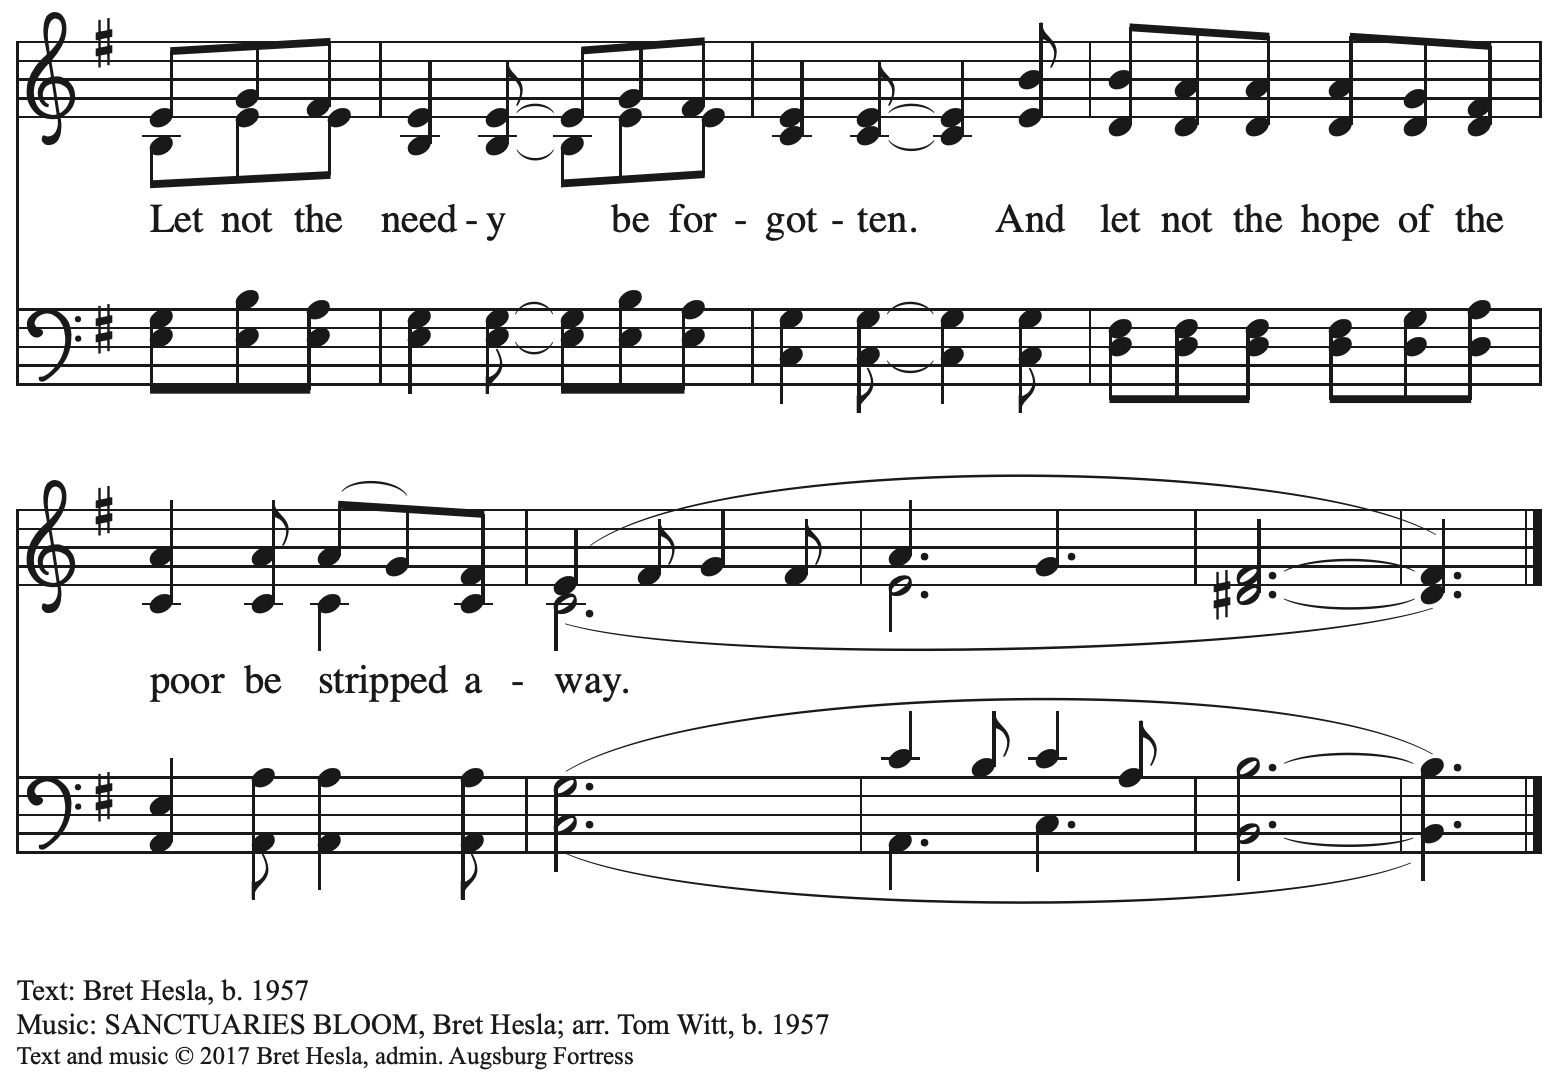 Let not the need - y be for - got - ten. And let not the hope of the
poor be stripped a - way.
Text: Bret Hesla, b. 1957
Music: SANCTUARIES BLOOM, Bret Hesla; arr. Tom Witt, b. 1957
Text and music © 2017 Bret Hesla, admin. Augsburg Fortress